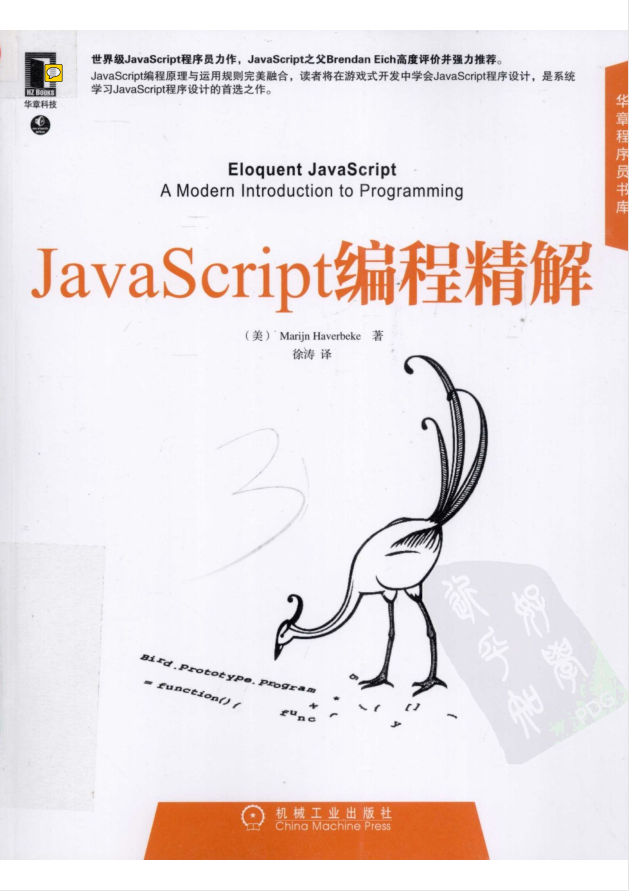 世界级JavaScript程序员力作，JavaScript之父Brendan Eich高度评价并强力推荐。
JavaScript编程原理与运用规则完美融合，读者将在游戏式开发中学会JavaScript程序设计，是系统
学习JavaScript程序设计的首选之作。
HZ Books
华章科技
华章程序员书库
Eloquent JavaScript
A Modern Introduction to Programming
JavaScript编程精解
（美） Marijn Haverbeke 著
徐涛 译
3
Bird.Prototype.Program
= function(){
func
{ [ ]
y
好学
PDG
机械工业出版社
China Machine Press